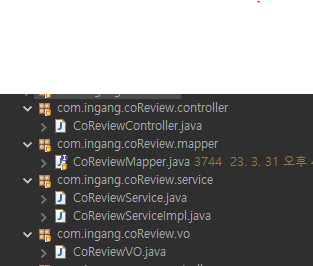 com.ingang.coReview.controller
CoReviewController.java
com.ingang.coReview.mapper
CoReviewMapper.java 3744 23. 3. 31 오후
com.ingang.coReview.service
CoReviewService.java
CoReviewServiceImpl.java
com.ingang.coReview.vo
CoReviewVO.java